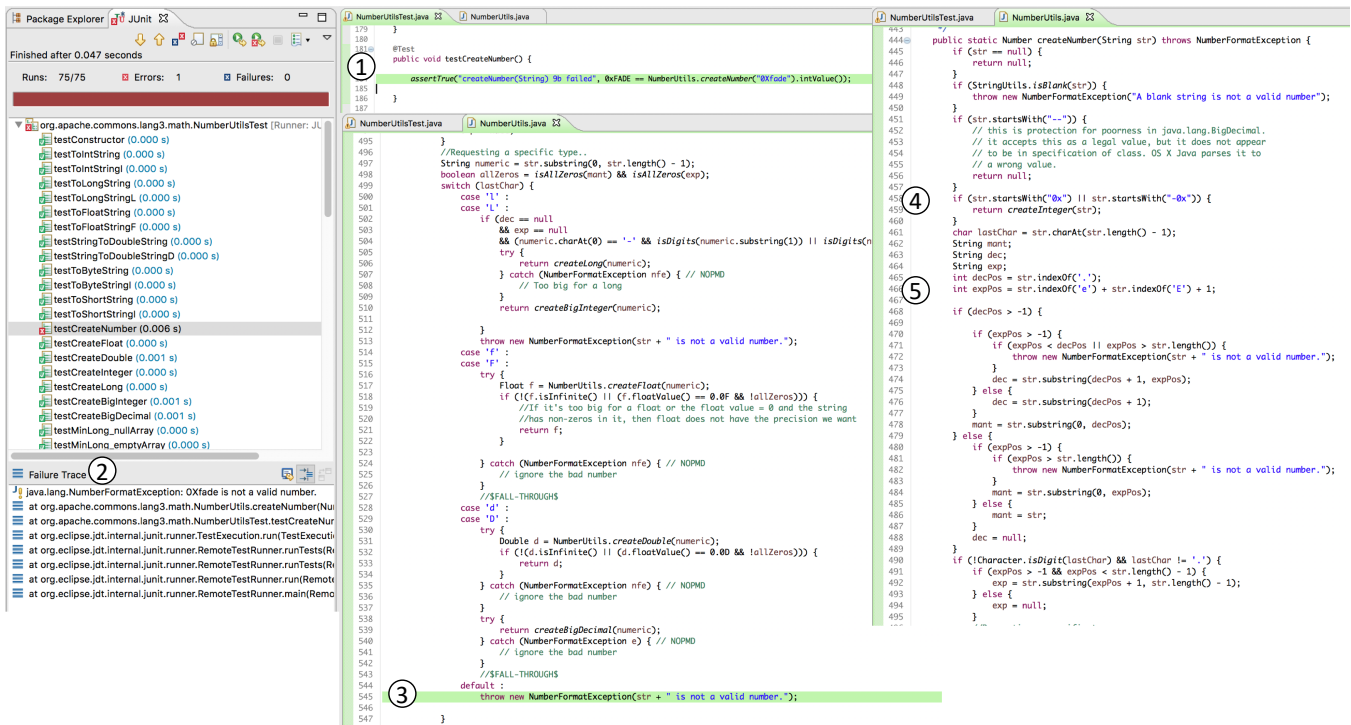 Package Explorer JUnit
Finished after 0.047 seconds
Runs: 75/75 Errors: 1 Failures: 0
org.apache.commons.lang3.math.NumberUtilsTest [Runner: JU
testConstructor (0.000 s)
testToIntString (0.000 s)
testToIntStringI (0.000 s)
testToLongString (0.000 s)
testToLongStringL (0.000 s)
testToFloatString (0.000 s)
testToFloatStringF (0.000 s)
testStringToDoubleString (0.000 s)
testStringToDoubleStringD (0.000 s)
testToByteString (0.000 s)
testToByteStringI (0.000 s)
testToShortString (0.000 s)
testToShortStringI (0.000 s)
testCreateNumber (0.006 s)
testCreateFloat (0.000 s)
testCreateDouble (0.001 s)
testCreateInteger (0.000 s)
testCreateLong (0.000 s)
testCreateBigInteger (0.001 s)
testCreateBigDecimal (0.001 s)
testMinLong_nullArray (0.000 s)
testMinLong_emptyArray (0.000 s)
Failure Trace 2
java.lang.NumberFormatException: 0Xfade is not a valid number.
at org.apache.commons.lang3.math.NumberUtils.createNumber(Nu
at org.apache.commons.lang3.math.NumberUtilsTest.testCreateNur
at org.eclipse.jdt.internal.junit.runner.TestExecution.run(TestExecuti
at org.eclipse.jdt.internal.junit.runner.RemoteTestRunner.runTests(Re
at org.eclipse.jdt.internal.junit.runner.RemoteTestRunner.runTests(Re
at org.eclipse.jdt.internal.junit.runner.RemoteTestRunner.run(Remote
at org.eclipse.jdt.internal.junit.runner.RemoteTestRunner.main(Remo
NumberUtilsTest.java NumberUtils.java
179 }
180
181 @Test
1 public void testCreateNumber() {
assertTrue("createNumber(String) 9b failed", 0xFADE == NumberUtils.createNumber("0Xfade").intValue());
185
186 }
187
NumberUtilsTest.java NumberUtils.java
495 }
496 //Requesting a specific type..
497 String numeric = str.substring(0, str.length() - 1);
498 boolean allZeros = isAllZeros(mant) && isAllZeros(exp);
499 switch (lastChar) {
500 case 'l' :
501 case 'L' :
502 if (dec == null
503 && exp == null
504 && (numeric.charAt(0) == '-' && isDigits(numeric.substring(1)) || isDigits(n
505 try {
506 return createLong(numeric);
507 } catch (NumberFormatException nfe) { // NOPMD
508 // Too big for a long
509 }
510 return createBigInteger(numeric);
511
512 }
513 throw new NumberFormatException(str + " is not a valid number.");
514 case 'f' :
515 case 'F' :
516 try {
517 Float f = NumberUtils.createFloat(numeric);
518 if (!(f.isInfinite() || (f.floatValue() == 0.0F && !allZeros))) {
519 //If it's too big for a float or the float value = 0 and the string
520 //has non-zeros in it, then float does not have the precision we want
521 return f;
522 }
523
524 } catch (NumberFormatException nfe) { // NOPMD
525 // ignore the bad number
526 }
527 //$FALL-THROUGH$
528 case 'd' :
529 case 'D' :
530 try {
531 Double d = NumberUtils.createDouble(numeric);
532 if (!(d.isInfinite() || (d.floatValue() == 0.0D && !allZeros))) {
533 return d;
534 }
535 } catch (NumberFormatException nfe) { // NOPMD
536 // ignore the bad number
537 }
538 try {
539 return createBigDecimal(numeric);
540 } catch (NumberFormatException e) { // NOPMD
541 // ignore the bad number
542 }
543 //$FALL-THROUGH$
544 default :
545 3 throw new NumberFormatException(str + " is not a valid number.");
546
547 }
NumberUtilsTest.java NumberUtils.java
443 */
444 public static Number createNumber(String str) throws NumberFormatException {
445 if (str == null) {
446 return null;
447 }
448 if (StringUtils.isBlank(str)) {
449 throw new NumberFormatException("A blank string is not a valid number");
450 }
451 if (str.startsWith("--")) {
452 // this is protection for poorness in java.lang.BigDecimal.
453 // it accepts this as a legal value, but it does not appear
454 // to be in specification of class. OS X Java parses it to
455 // a wrong value.
456 return null;
457 }
458 4 if (str.startsWith("0x") || str.startsWith("-0x")) {
459 return createInteger(str);
460 }
461 char lastChar = str.charAt(str.length() - 1);
462 String mant;
463 String dec;
464 String exp;
465 int decPos = str.indexOf('.');
466 5 int expPos = str.indexOf('e') + str.indexOf('E') + 1;
468 if (decPos > -1) {
469
470 if (expPos > -1) {
471 if (expPos < decPos || expPos > str.length()) {
472 throw new NumberFormatException(str + " is not a valid number.");
473 }
474 dec = str.substring(decPos + 1, expPos);
475 } else {
476 dec = str.substring(decPos + 1);
477 }
478 mant = str.substring(0, decPos);
479 } else {
480 if (expPos > -1) {
481 if (expPos > str.length()) {
482 throw new NumberFormatException(str + " is not a valid number.");
483 }
484 mant = str.substring(0, expPos);
485 } else {
486 mant = str;
487 }
488 dec = null;
489 }
490 if (!Character.isDigit(lastChar) && lastChar != '.') {
491 if (expPos > -1 && expPos < str.length() - 1) {
492 exp = str.substring(expPos + 1, str.length() - 1);
493 } else {
494 exp = null;
495 }